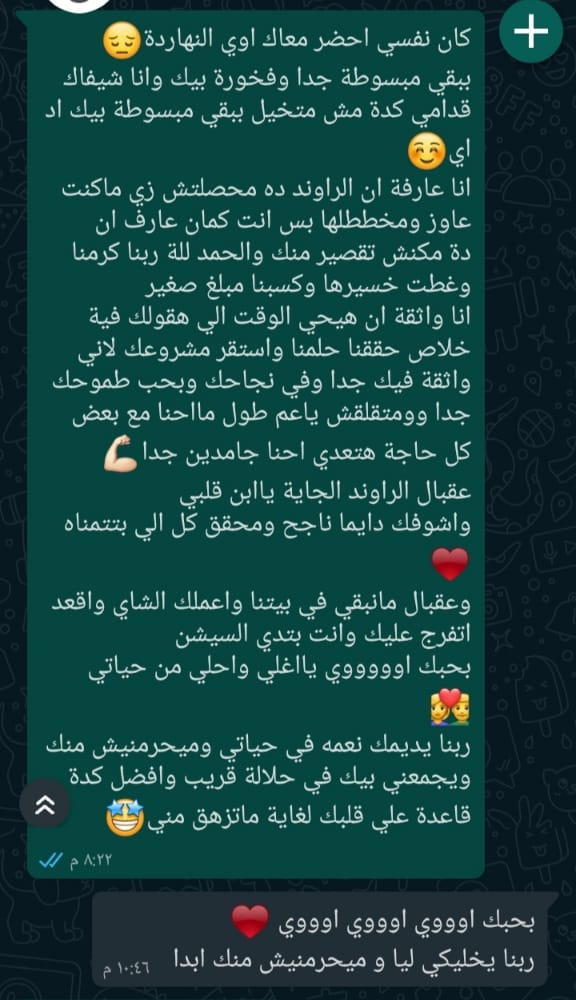 كان نفسي احضر معاك اوي النهاردة😔
ببقي مبسوطة جدا وفخورة بيك وانا شيفاك
قدامي كدة مش متخيل ببقي مبسوطة بيك اد
اي☺️
انا عارفة ان الراوند ده محصلتش زي ماكنت
عاوز ومخططلها بس انت كمان عارف ان
دة مكنش تقصير منك والحمد للة ربنا كرمنا
وغطت خسيرها وكسبنا مبلغ صغير
انا واثقة ان هيحي الوقت الي هقولك فية
خلاص حققنا حلمنا واستقر مشروعك لاني
واثقة فيك جدا وفي نجاحك وبحب طموحك
جدا وومتقلقش ياعم طول مااحنا مع بعض
كل حاجة هتعدي احنا جامدين جدا💪🏻
عقبال الراوند الجاية ياابن قلبي
واشوفك دايما ناجح ومحقق كل الي بتتمناه
❤️
وعقبال مانبقي في بيتنا واعملك الشاي واقعد
اتفرج عليك وانت بتدي السيشن
بحبك اوووووي يااغلي واحلي من حياتي
👩‍❤️‍👨
ربنا يديمك نعمه في حياتي وميحرمنيش منك
ويجمعني بيك في حلالة قريب وافضل كدة
قاعدة علي قلبك لغاية ماتزهق مني🤩
٨:٢٢ م
بحبك اوووي اوووي اوووي ❤️
ربنا يخليكي ليا و ميحرمنيش منك ابدا
١٠:٤٦ م